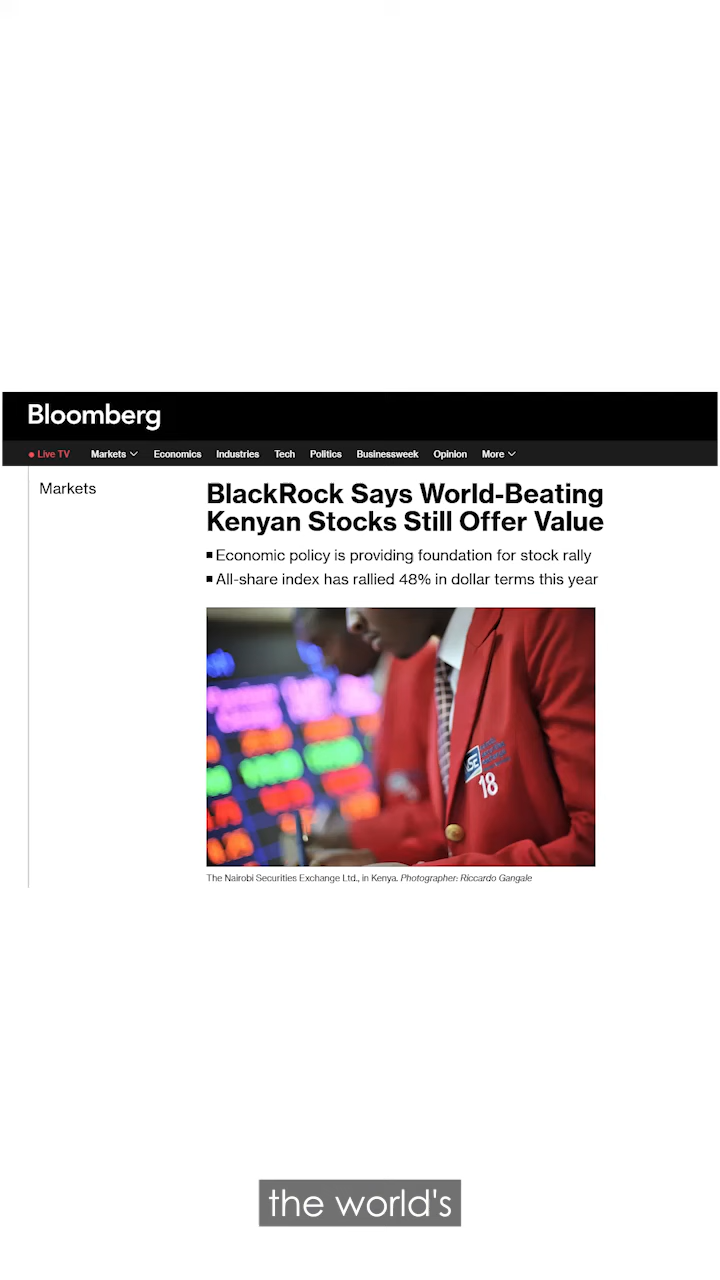 Bloomberg
Live TV Markets Economics Industries Tech Politics Businessweek Opinion More
Markets
BlackRock Says World-Beating
Kenyan Stocks Still Offer Value
Economic policy is providing foundation for stock rally
All-share index has rallied 48% in dollar terms this year
18
The Nairobi Securities Exchange Ltd., in Kenya. Photographer: Riccardo Gangale
the world's